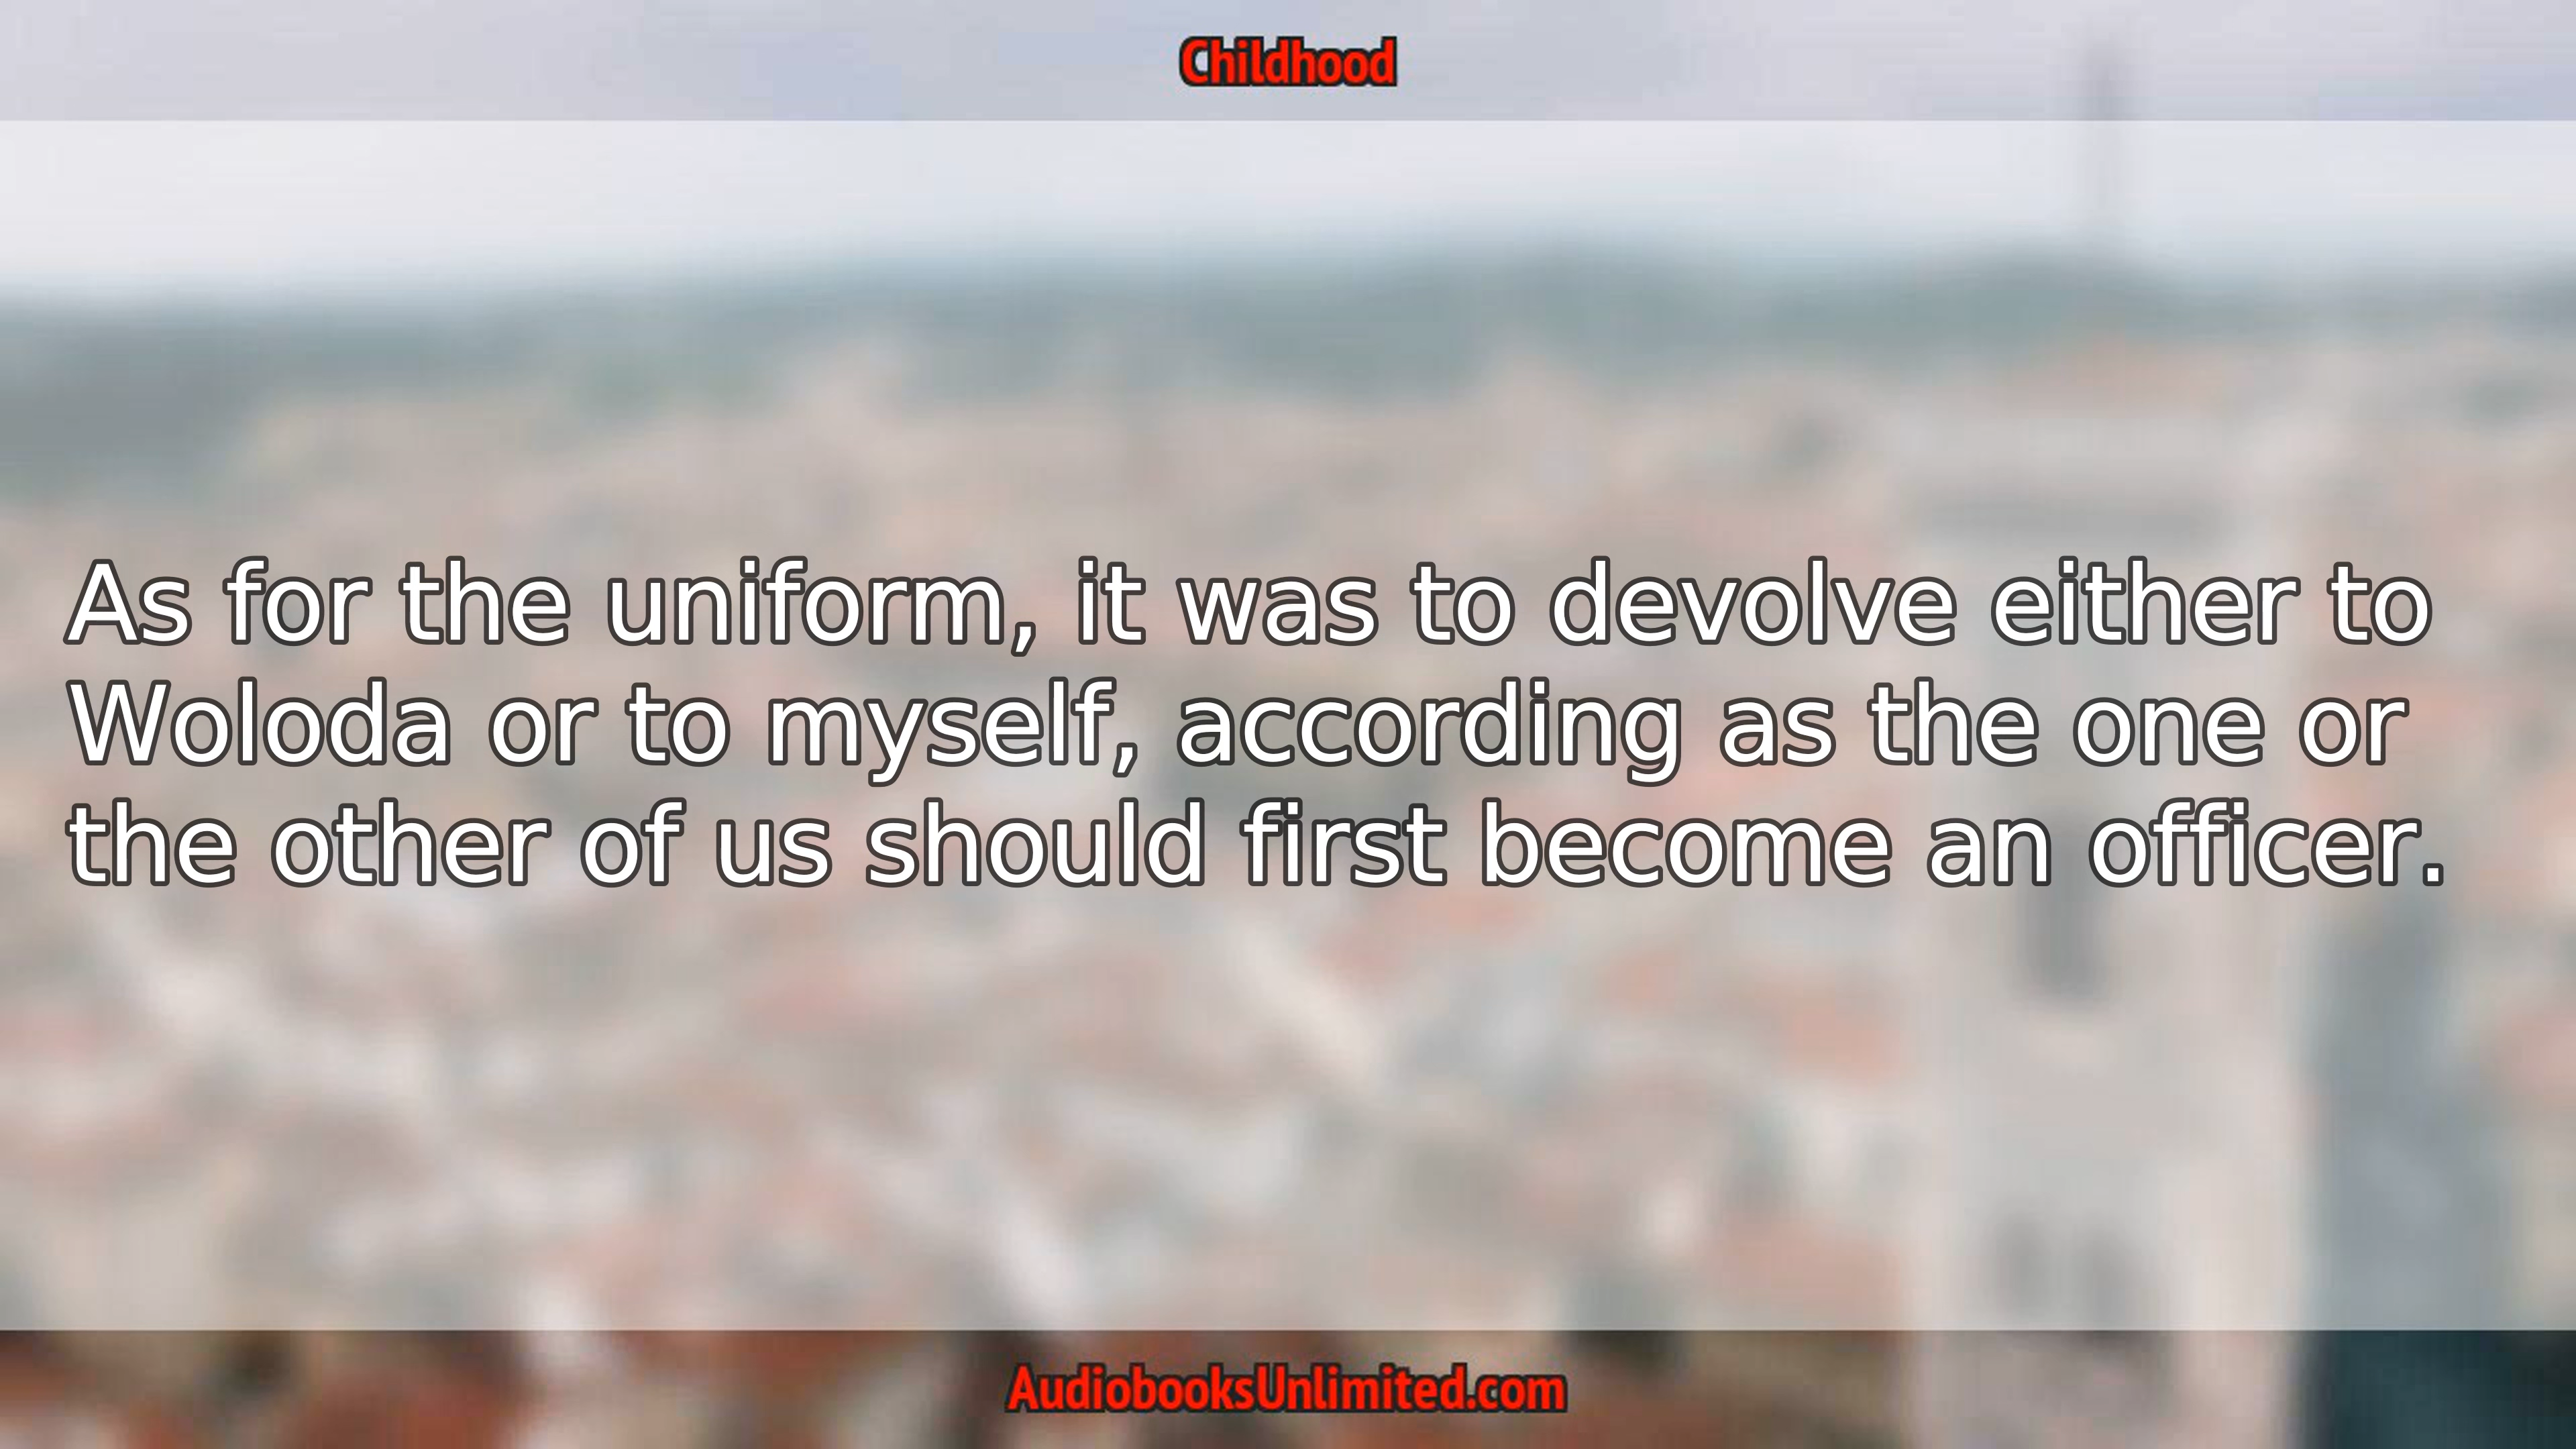 Childhood
As for the uniform, it was to devolve either to
Woloda or to myself, according as the one or
the other of us should first become an officer.
AudiobooksUnlimited.com